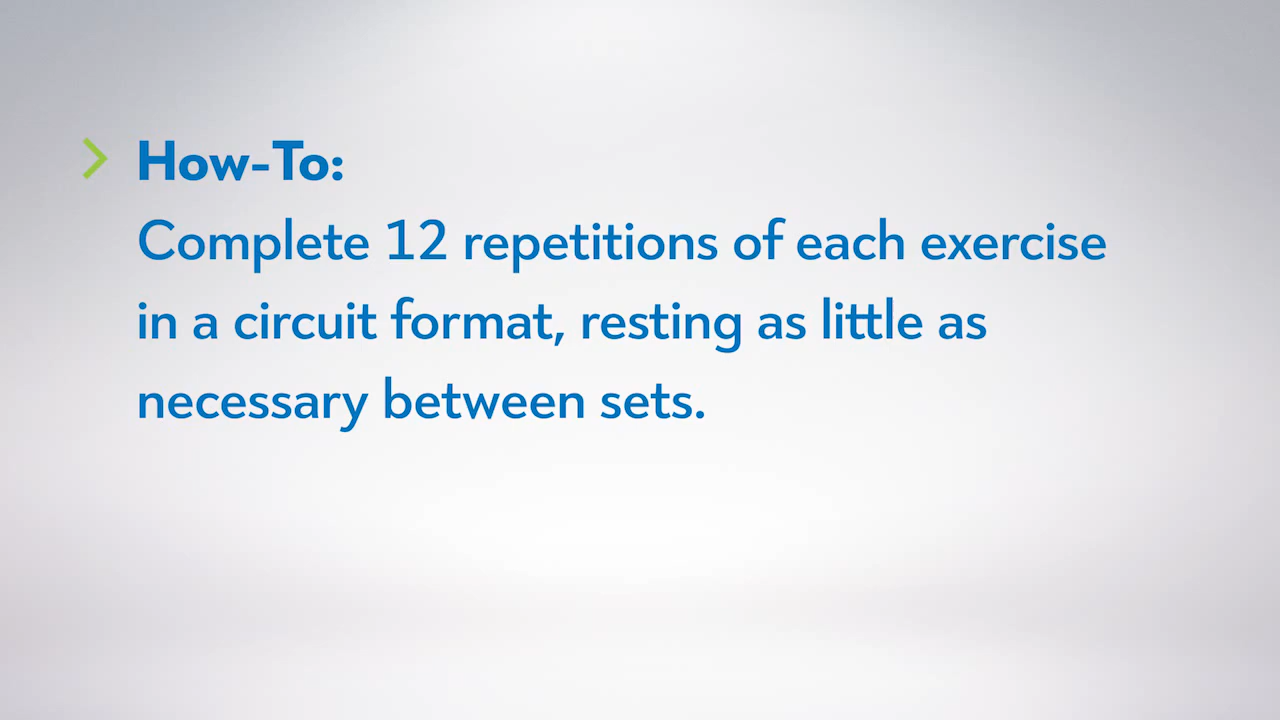 How-To:
Complete 12 repetitions of each exercise
in a circuit format, resting as little as
necessary between sets.